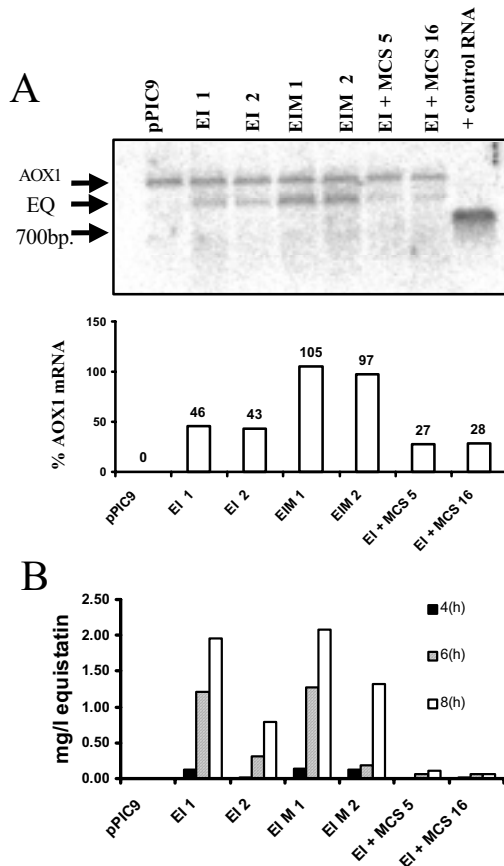 A
pPIC9
EI 1
EI 2
EIM 1
EIM 2
EI + MCS 5
EI + MCS 16
+ control RNA
AOX1
EQ
700bp.
% AOX1 mRNA
150
100
50
0
0
46
43
105
97
27
28
pPIC9
EI 1
EI 2
EIM 1
EIM 2
EI + MCS 5
EI + MCS 16
B
mg/l equistatin
2.50
2.00
1.50
1.00
0.50
0.00
4(h)
6(h)
8(h)
pPIC9
EI 1
EI 2
EI M 1
EI M 2
EI + MCS 5
EI + MCS 16